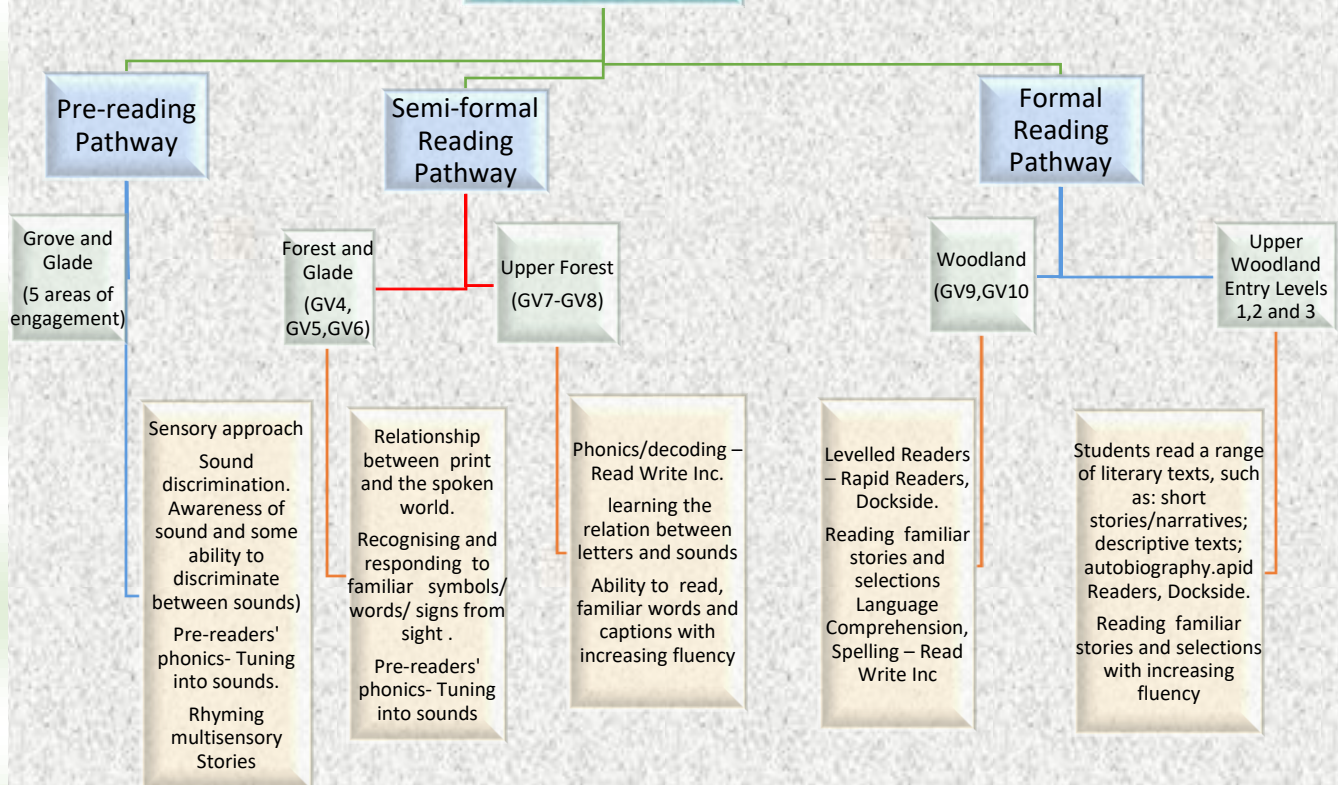 Pre-reading
Pathway
Semi-formal
Reading
Pathway
Formal
Reading
Pathway
Grove and
Glade
(5 areas of
engagement)
Forest and
Glade
(GV4,
GV5,GV6)
Upper Forest
(GV7-GV8)
Woodland
(GV9,GV10
Upper
Woodland
Entry Levels
1,2 and 3
Sensory approach
Sound
discrimination.
Awareness of
sound and some
ability to
discriminate
between sounds)
Pre-readers'
phonics- Tuning
into sounds.
Rhyming
multisensory
Stories
Relationship
between print
and the spoken
world.
Recognising and
responding to
familiar symbols/
words/ signs from
sight .
Pre-readers'
phonics- Tuning
into sounds
Phonics/decoding –
Read Write Inc.
learning the
relation between
letters and sounds
Ability to read,
familiar words and
captions with
increasing fluency
Levelled Readers
– Rapid Readers,
Dockside.
Reading familiar
stories and
selections
Language
Comprehension,
Spelling – Read
Write Inc
Students read a range
of literary texts, such
as: short
stories/narratives;
descriptive texts;
autobiography.apid
Readers, Dockside.
Reading familiar
stories and selections
with increasing
fluency